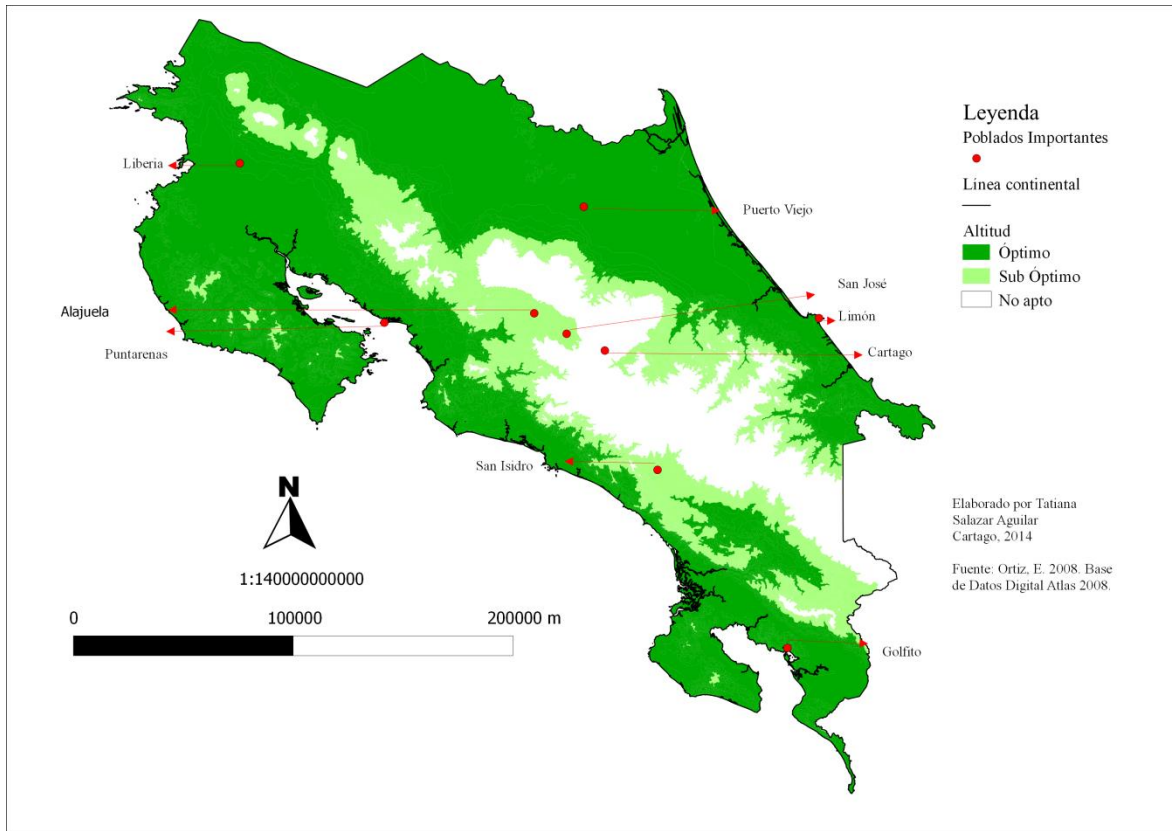 Leyenda
Poblados Importantes
Linea continental
Altitud
Óptimo
Sub Óptimo
No apto
Liberia
Puerto Viejo
San José
Alajuela
Limón
Puntarenas
Cartago
San Isidro
N
1:140000000000
0 100000 200000 m
Elaborado por Tatiana
Salazar Aguilar
Cartago, 2014
Fuente: Ortiz, E. 2008. Base
de Datos Digital Atlas 2008.
Golfito